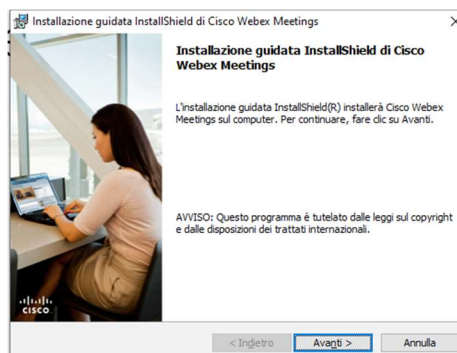 Installazione guidata InstallShield di Cisco Webex Meetings
Installazione guidata InstallShield di Cisco
Webex Meetings
L'installazione guidata InstallShield(R) installerà Cisco Webex
Meetings sul computer. Per continuare, fare clic su Avanti.
AVVISO: Questo programma è tutelato dalle leggi sul copyright
e dalle disposizioni dei trattati internazionali.
CISCO
< Indietro Avanti > Annulla